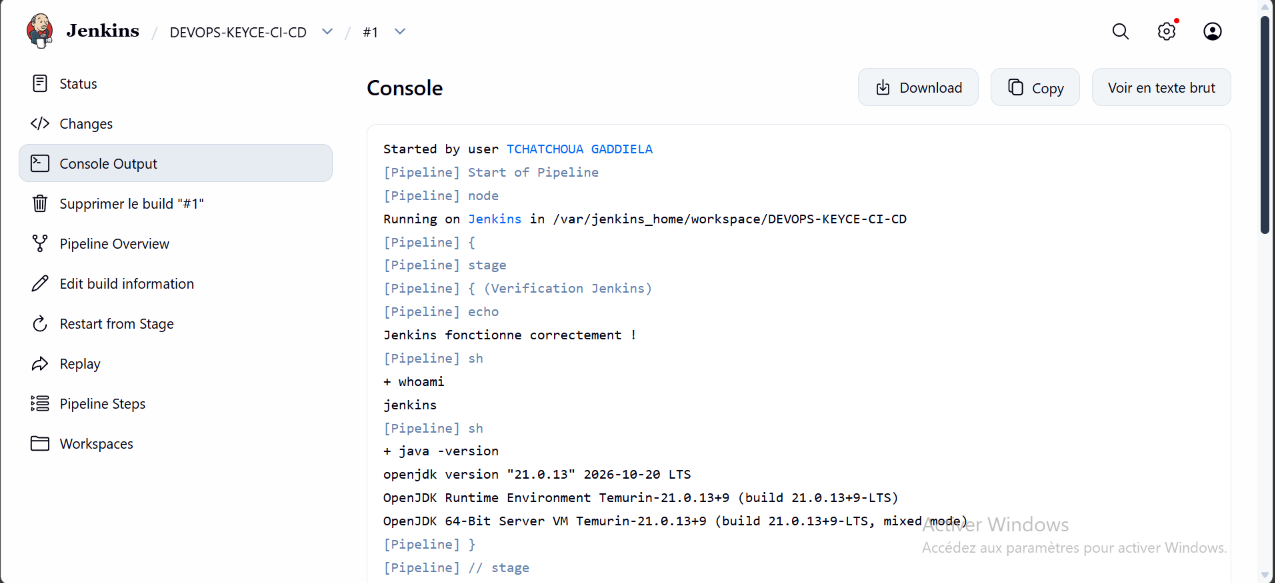 Jenkins / DEVOPS-KEYCE-CI-CD / #1
Status
Changes
Console Output
Supprimer le build "#1"
Pipeline Overview
Edit build information
Restart from Stage
Replay
Pipeline Steps
Workspaces
Console
Download
Copy
Voir en texte brut
Started by user TCHATCHOUA GADDIELA
[Pipeline] Start of Pipeline
[Pipeline] node
Running on Jenkins in /var/jenkins_home/workspace/DEVOPS-KEYCE-CI-CD
[Pipeline] {
[Pipeline] stage
[Pipeline] { (Verification Jenkins)
[Pipeline] echo
Jenkins fonctionne correctement !
[Pipeline] sh
+ whoami
jenkins
[Pipeline] sh
+ java -version
openjdk version "21.0.13" 2026-10-20 LTS
OpenJDK Runtime Environment Temurin-21.0.13+9 (build 21.0.13+9-LTS)
OpenJDK 64-Bit Server VM Temurin-21.0.13+9 (build 21.0.13+9-LTS, mixed mode)
[Pipeline] }
[Pipeline] // stage
Activer Windows
Accédez aux paramètres pour activer Windows.